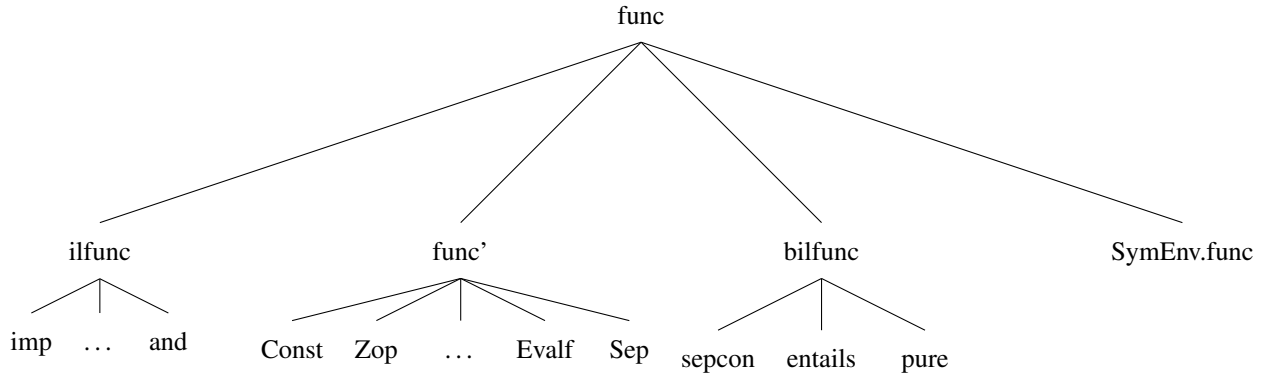 func
ilfunc func’ bilfunc SymEnv.func
imp ... and Const Zop ... Evalf Sep sepcon entails pure